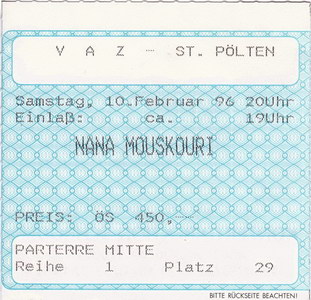 V A Z - ST. PÖLTEN
Samstag, 10.Februar 96 20Uhr
Einlaß: ca. 19Uhr
NANA MOUSKOURI
PREIS: ÖS 450,--
PARTERRE MITTE
Reihe 1 Platz 29
BITTE RÜCKSEITE BEACHTEN!